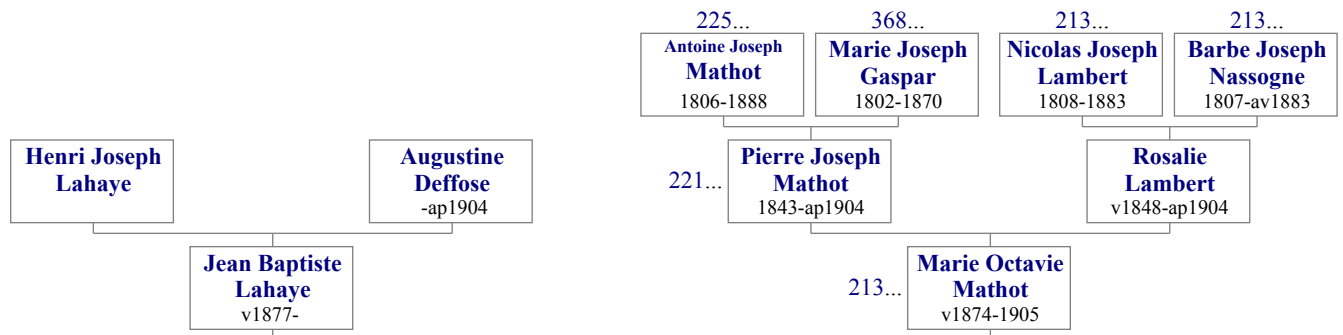 225... 368... 213... 213...
Antoine Joseph
Mathot
1806-1888
Marie Joseph
Gaspar
1802-1870
Nicolas Joseph
Lambert
1808-1883
Barbe Joseph
Nassogne
1807-av1883
Henri Joseph
Lahaye
Augustine
Deffose
-ap1904
221...
Pierre Joseph
Mathot
1843-ap1904
Rosalie
Lambert
v1848-ap1904
Jean Baptiste
Lahaye
v1877-
213...
Marie Octavie
Mathot
v1874-1905